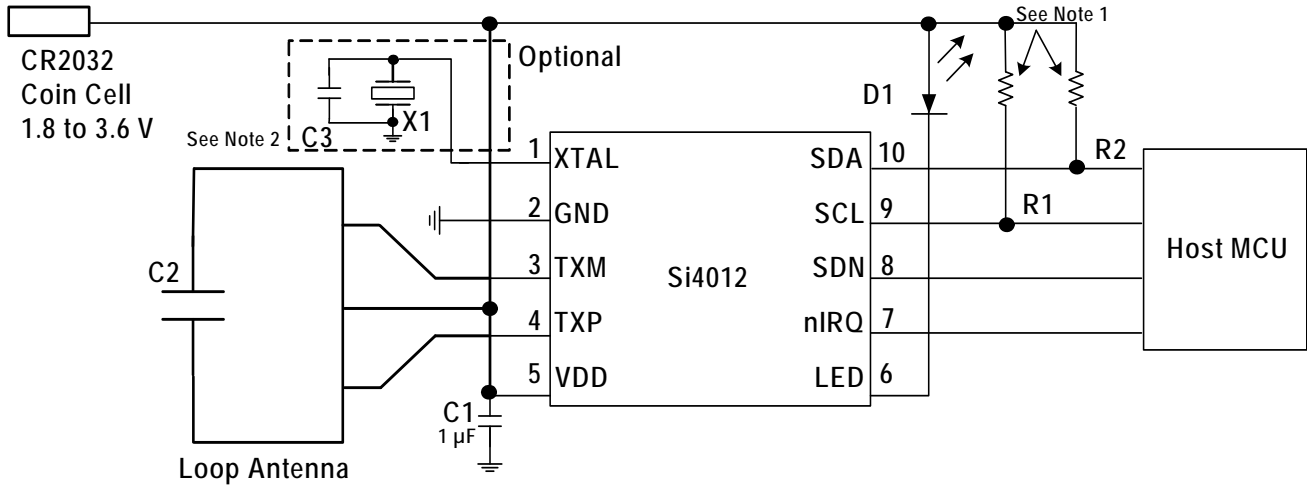 See Note 1
CR2032
Coin Cell
1.8 to 3.6 V
Optional
X1
C3
See Note 2
D1
R2
R1
1 XTAL
2 GND
3 TXM
4 TXP
5 VDD
Si4012
SDA 10
SCL 9
SDN 8
nIRQ 7
LED 6
Host MCU
C2
C1
1 µF
Loop Antenna